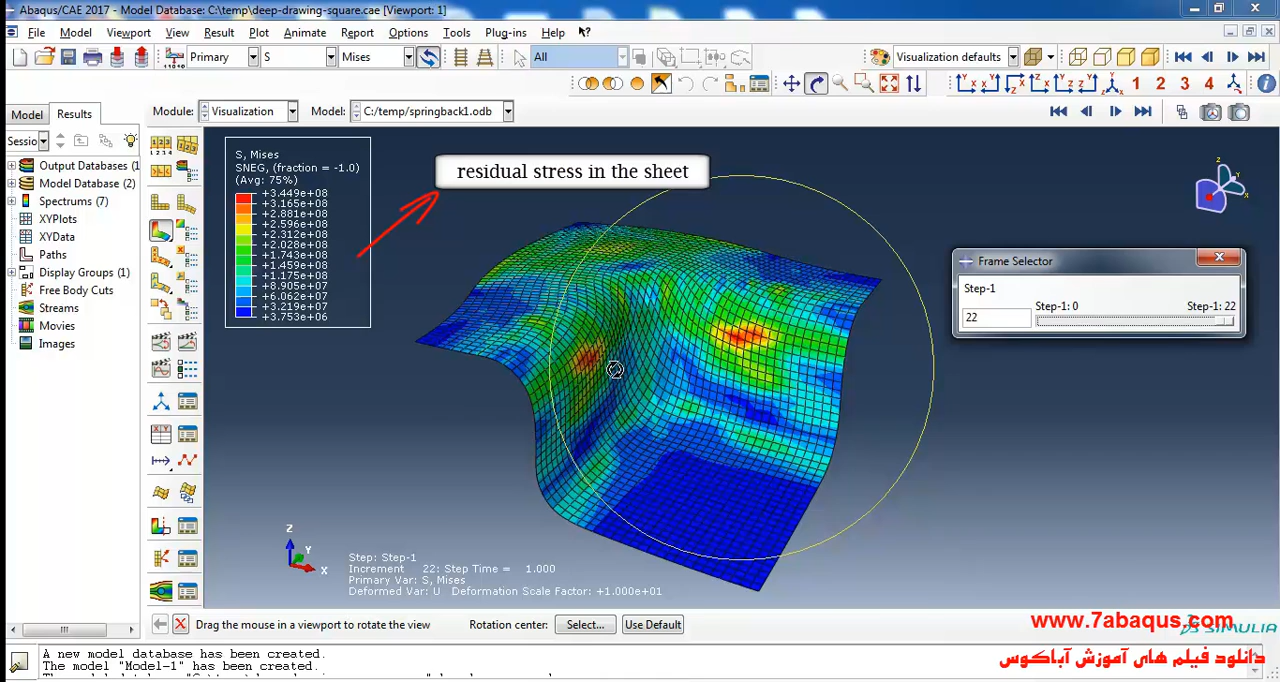 Abaqus/CAE 2017 - Model Database: C:\temp\deep-drawing-square.cae [Viewport: 1]
File Model Viewport View Result Plot Animate Report Options Tools Plug-ins Help
Primary S Mises All Visualization defaults
1 2 3 4
Model Results Module: Visualization Model: C:/temp/springback1.odb
Sessio
Output Databases (1
Model Database (2)
Spectrums (7)
XYPlots
XYData
Paths
Display Groups (1)
Free Body Cuts
Streams
Movies
Images
S, Mises
SNEG, (fraction = -1.0)
(Avg: 75%)
+3.449e+08
+3.165e+08
+2.881e+08
+2.596e+08
+2.312e+08
+2.028e+08
+1.743e+08
+1.459e+08
+1.175e+08
+8.905e+07
+6.062e+07
+3.219e+07
+3.753e+06
residual stress in the sheet
Frame Selector
Step-1
Step-1: 0 Step-1: 22
22
Z
Y
X
Step: Step-1
Increment 22: Step Time = 1.000
Primary Var: S, Mises
Deformed Var: U Deformation Scale Factor: +1.000e+01
Drag the mouse in a viewport to rotate the view Rotation center: Select... Use Default
www.7abaqus.com
SIMULIA
دانلود فیلم های آموزش آباکوس
A new model database has been created.
The model "Model-1" has been created.